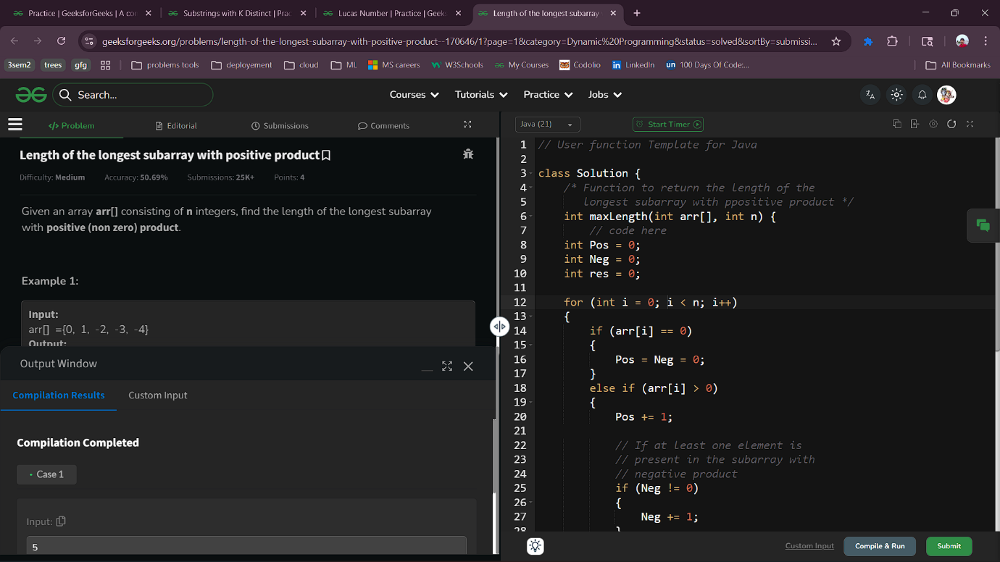 Practice | GeeksforGeeks | A co
Substrings with K Distinct | Prac
Lucas Number | Practice | Geek
Length of the longest subarray
geeksforgeeks.org/problems/length-of-the-longest-subarray-with-positive-product--170646/1?page=1&category=Dynamic%20Programming&status=solved&sortBy=submissi...
3sem2
trees
gfg
problems tools
deployement
cloud
ML
MS careers
W3Schools
My Courses
Codolio
LinkedIn
100 Days Of Code:...
All Bookmarks
Search...
Courses
Tutorials
Practice
Jobs
</> Problem
Editorial
Submissions
Comments
Java (21)
Start Timer
Length of the longest subarray with positive product
Difficulty: Medium
Accuracy: 50.69%
Submissions: 25K+
Points: 4
Given an array arr[] consisting of n integers, find the length of the longest subarray
with positive (non zero) product.
Example 1:
Input:
arr[] ={0, 1, -2, -3, -4}
Output:
Output Window
Compilation Results
Custom Input
Compilation Completed
Case 1
Input:
5
1 // User function Template for Java
2
3 class Solution {
4 /* Function to return the length of the
5 longest subarray with ppositive product */
6 int maxLength(int arr[], int n) {
7 // code here
8 int Pos = 0;
9 int Neg = 0;
10 int res = 0;
11
12 for (int i = 0; i < n; i++)
13 {
14 if (arr[i] == 0)
15 {
16 Pos = Neg = 0;
17 }
18 else if (arr[i] > 0)
19 {
20 Pos += 1;
21
22 // If at least one element is
23 // present in the subarray with
24 // negative product
25 if (Neg != 0)
26 {
27 Neg += 1;
28 }
Custom Input
Compile & Run
Submit